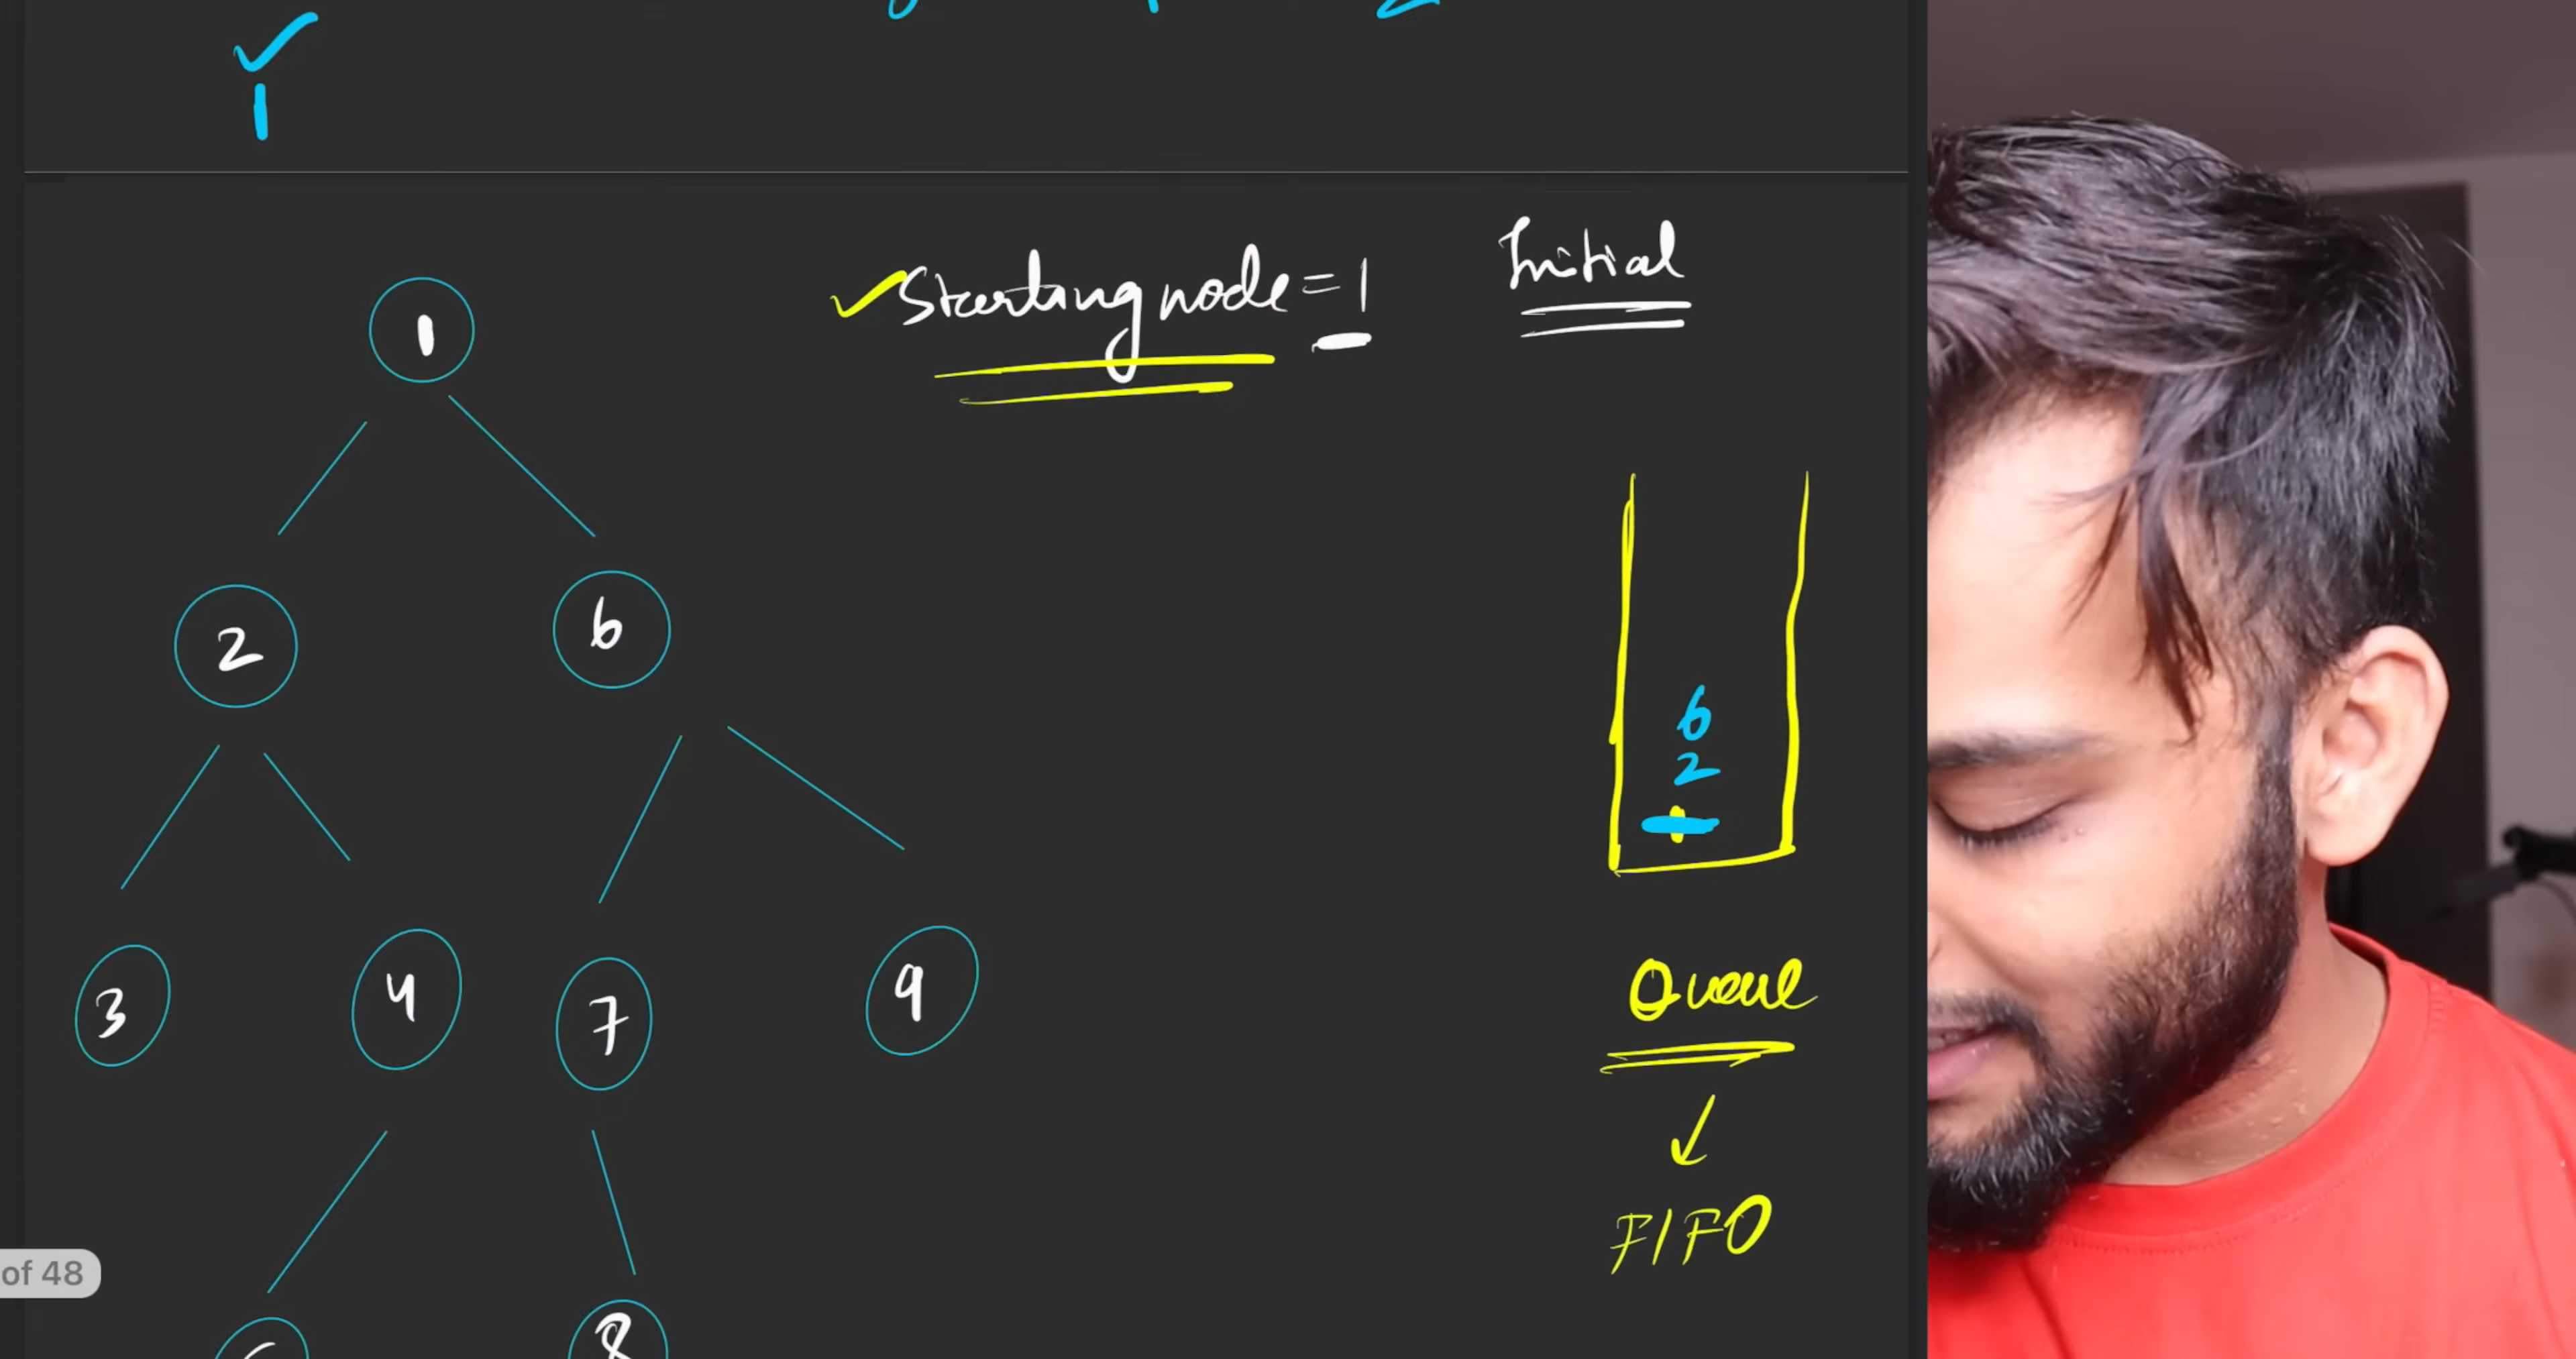 1
Starting node = 1
Initial
1
2
6
6
2
1
3
4
7
9
Queue
FIFO
of 48
8